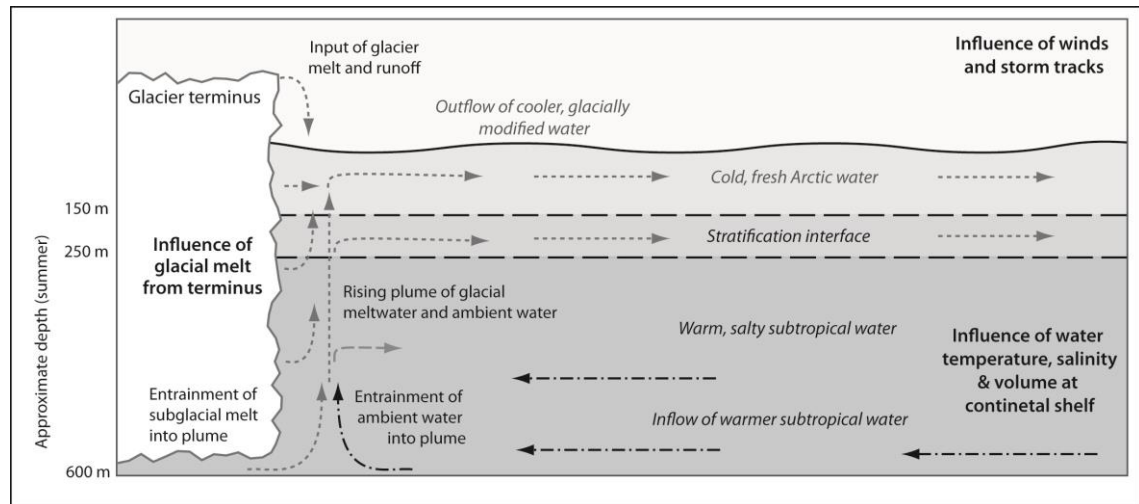 Input of glacier
melt and runoff
Influence of winds
and storm tracks
Glacier terminus
Outflow of cooler, glacially
modified water
Cold, fresh Arctic water
150 m
Stratification interface
250 m
Influence of
glacial melt
from terminus
Rising plume of glacial
meltwater and ambient water
Warm, salty subtropical water
Influence of water
temperature, salinity
& volume at
continetal shelf
Approximate depth (summer)
Entrainment of
subglacial melt
into plume
Entrainment of
ambient water
into plume
Inflow of warmer subtropical water
600 m